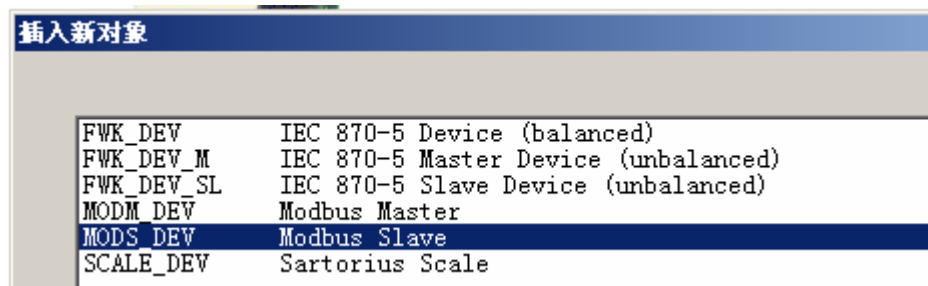 插入新对象
FWK_DEV IEC 870-5 Device (balanced)
FWK_DEV_M IEC 870-5 Master Device (unbalanced)
FWK_DEV_SL IEC 870-5 Slave Device (unbalanced)
MODM_DEV Modbus Master
MODS_DEV Modbus Slave
SCALE_DEV Sartorius Scale